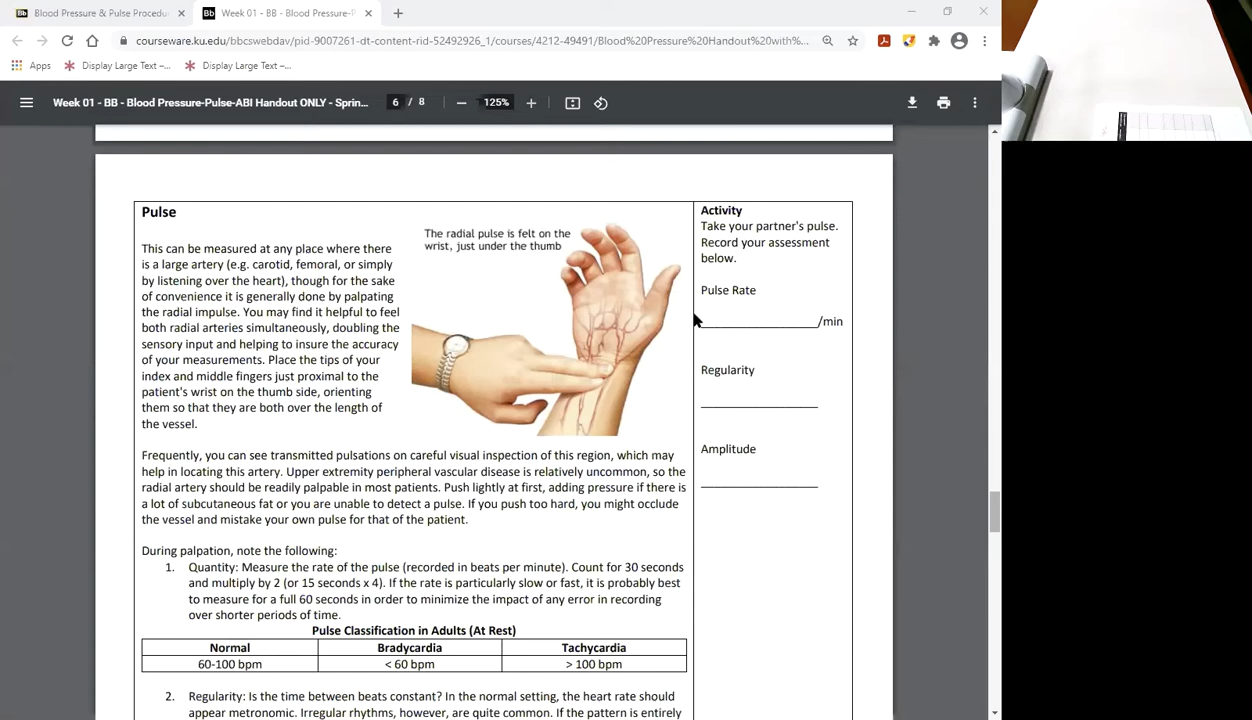 Blood Pressure & Pulse Procedu
Week 01 - BB - Blood Pressure-P
courseware.ku.edu/bbcswebdav/pid-9007261-dt-content-rid-52492926_1/courses/4212-49491/Blood%20Pressure%20Handout%20with%...
Apps
Display Large Text –...
Display Large Text –...
Week 01 - BB - Blood Pressure-Pulse-ABI Handout ONLY - Sprin...
6 / 8
125%
Pulse
The radial pulse is felt on the
wrist, just under the thumb
This can be measured at any place where there
is a large artery (e.g. carotid, femoral, or simply
by listening over the heart), though for the sake
of convenience it is generally done by palpating
the radial impulse. You may find it helpful to feel
both radial arteries simultaneously, doubling the
sensory input and helping to insure the accuracy
of your measurements. Place the tips of your
index and middle fingers just proximal to the
patient's wrist on the thumb side, orienting
them so that they are both over the length of
the vessel.
Frequently, you can see transmitted pulsations on careful visual inspection of this region, which may
help in locating this artery. Upper extremity peripheral vascular disease is relatively uncommon, so the
radial artery should be readily palpable in most patients. Push lightly at first, adding pressure if there is
a lot of subcutaneous fat or you are unable to detect a pulse. If you push too hard, you might occlude
the vessel and mistake your own pulse for that of the patient.
During palpation, note the following:
1. Quantity: Measure the rate of the pulse (recorded in beats per minute). Count for 30 seconds
and multiply by 2 (or 15 seconds x 4). If the rate is particularly slow or fast, it is probably best
to measure for a full 60 seconds in order to minimize the impact of any error in recording
over shorter periods of time.
Pulse Classification in Adults (At Rest)
Normal Bradycardia Tachycardia
60-100 bpm < 60 bpm > 100 bpm
2. Regularity: Is the time between beats constant? In the normal setting, the heart rate should
appear metronomic. Irregular rhythms, however, are quite common. If the pattern is entirely
Activity
Take your partner's pulse.
Record your assessment
below.
Pulse Rate
__________________/min
Regularity
__________________
Amplitude
__________________